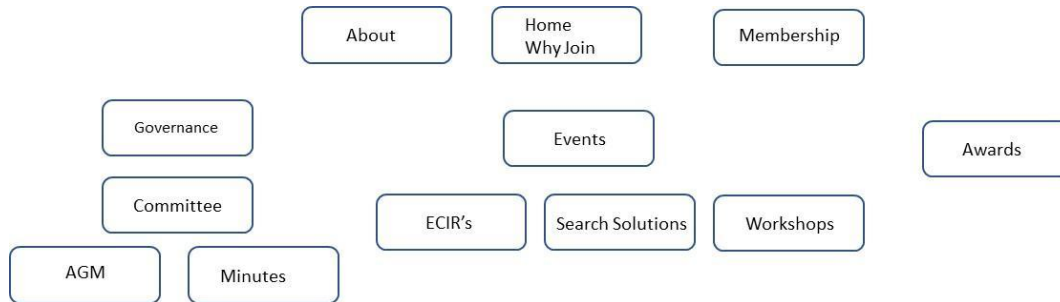 About
Home
Why Join
Membership
Governance
Events
Awards
Committee
ECIR's
Search Solutions
Workshops
AGM
Minutes